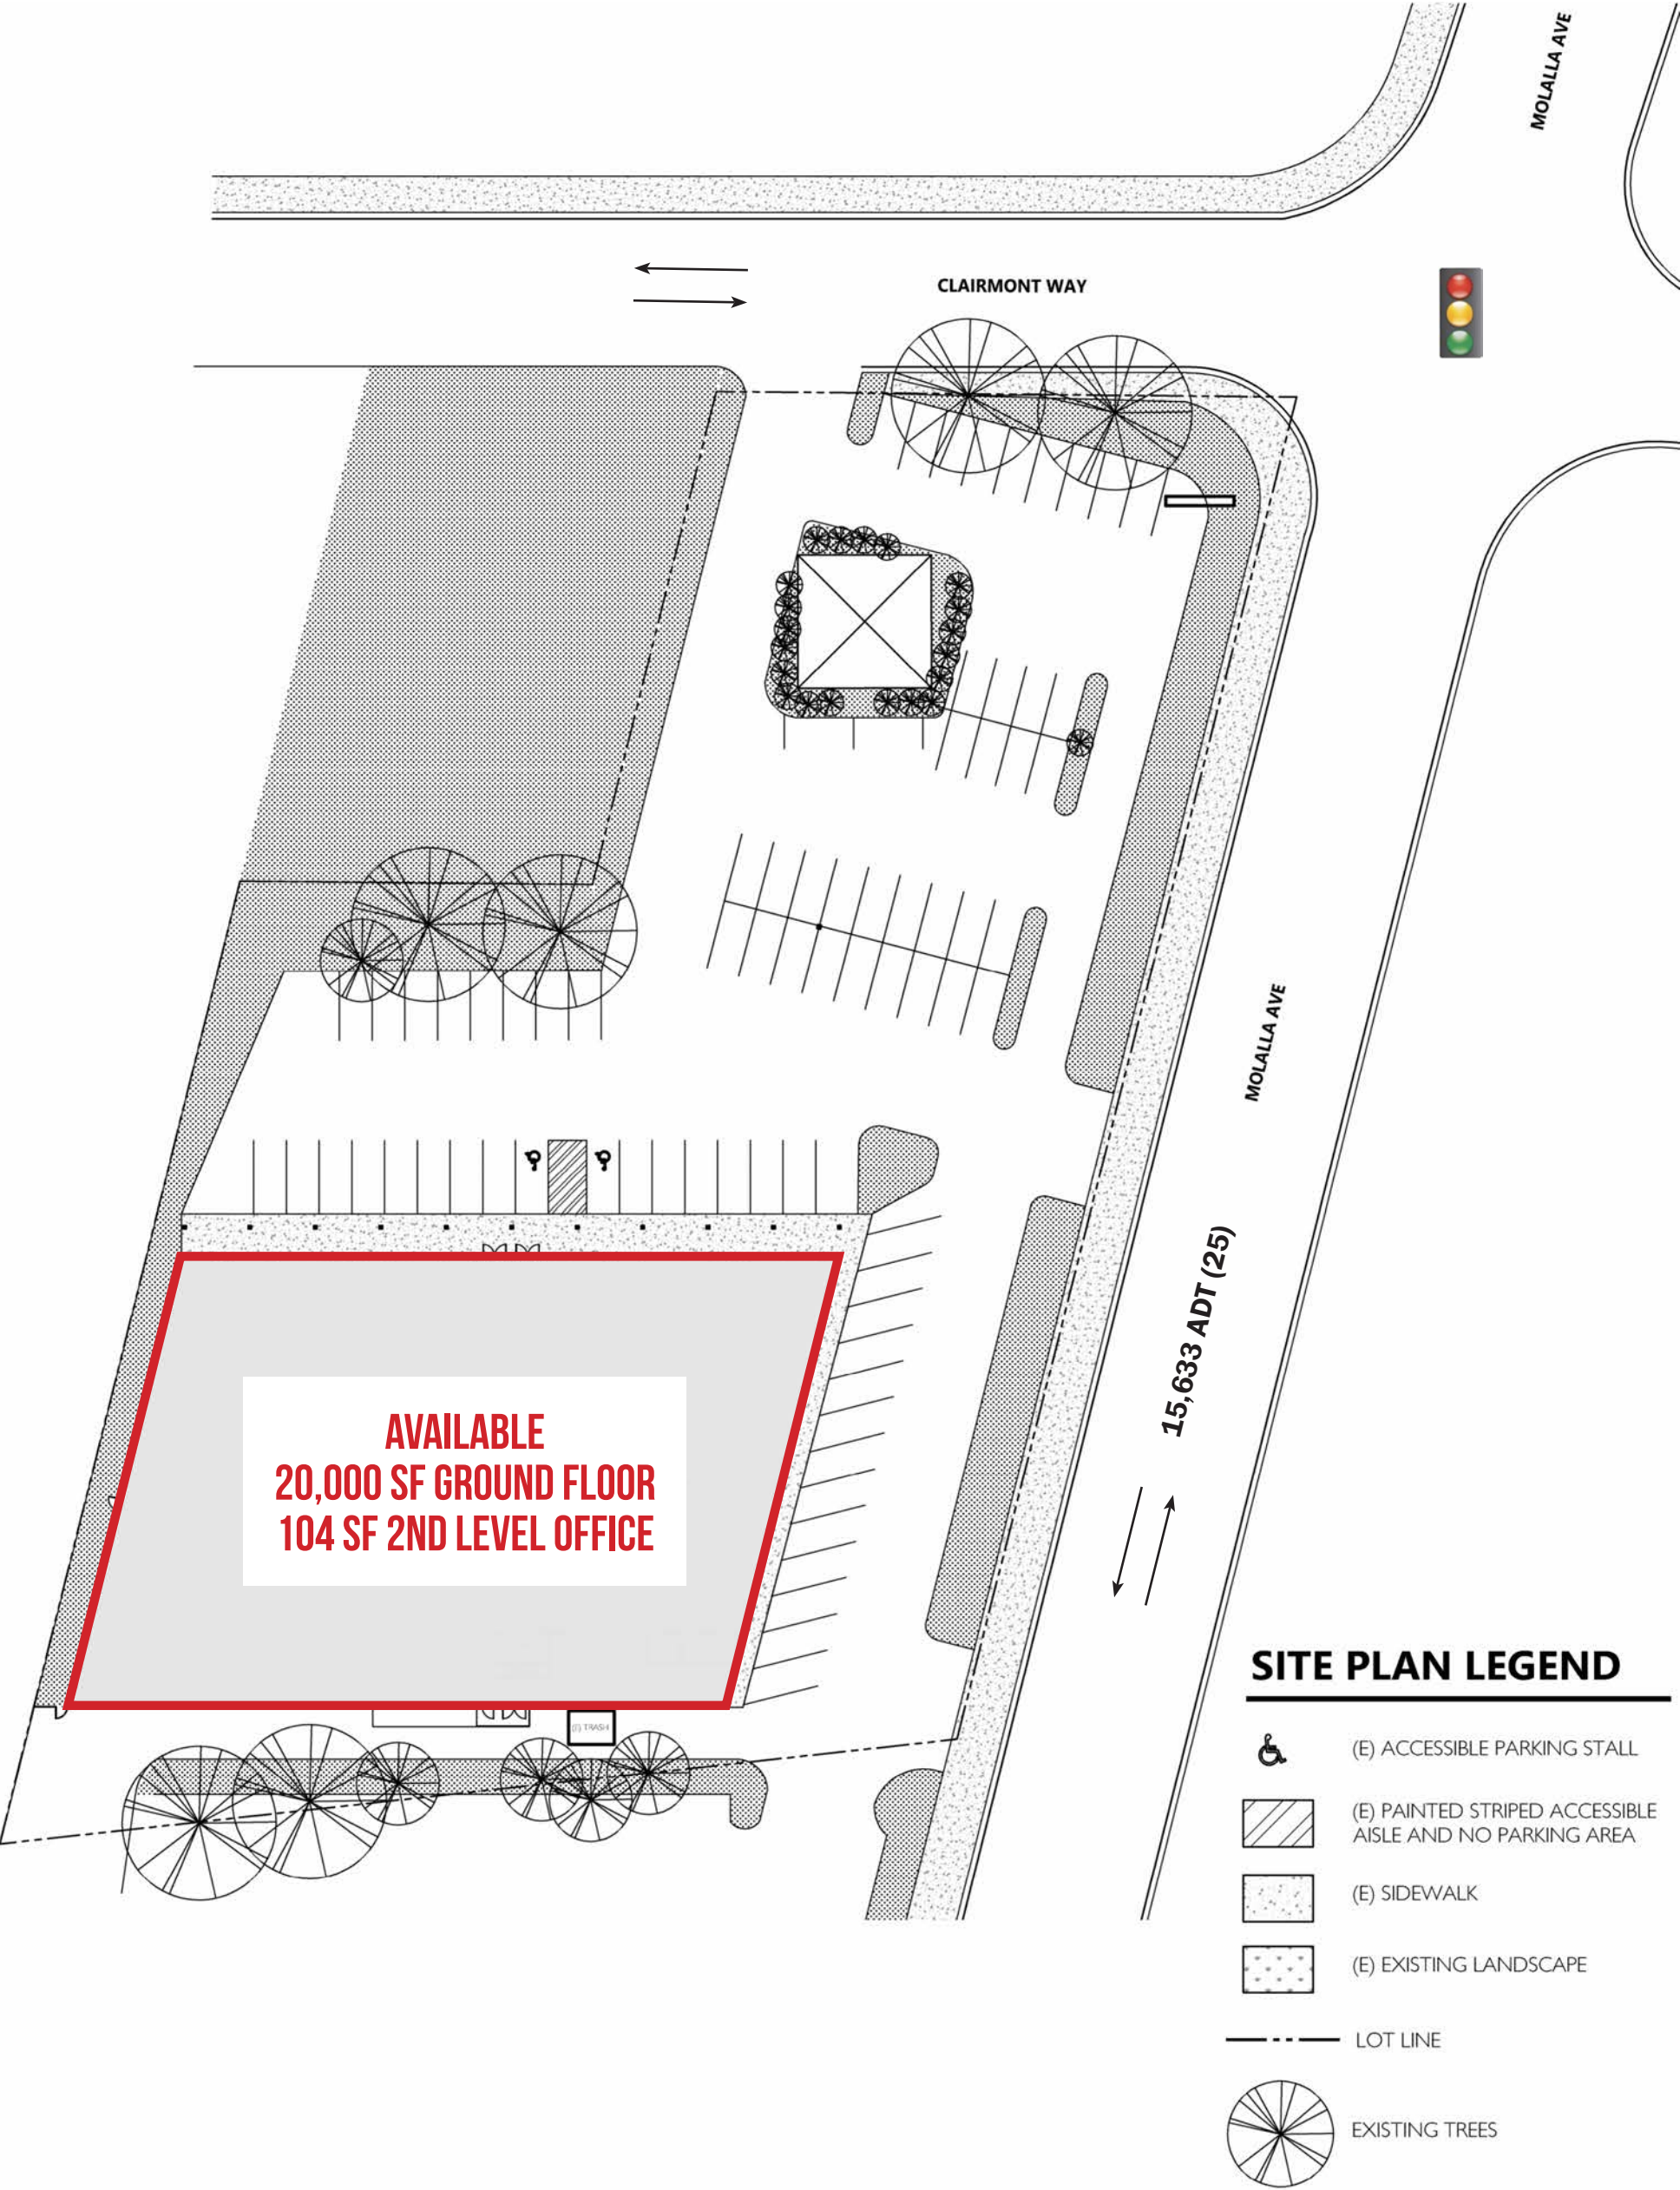 MOLALLA AVE
CLAIRMONT WAY
MOLALLA AVE
15,633 ADT (25)
AVAILABLE
20,000 SF GROUND FLOOR
104 SF 2ND LEVEL OFFICE
(E) TRASH
SITE PLAN LEGEND
(E) ACCESSIBLE PARKING STALL
(E) PAINTED STRIPED ACCESSIBLE
AISLE AND NO PARKING AREA
(E) SIDEWALK
(E) EXISTING LANDSCAPE
LOT LINE
EXISTING TREES